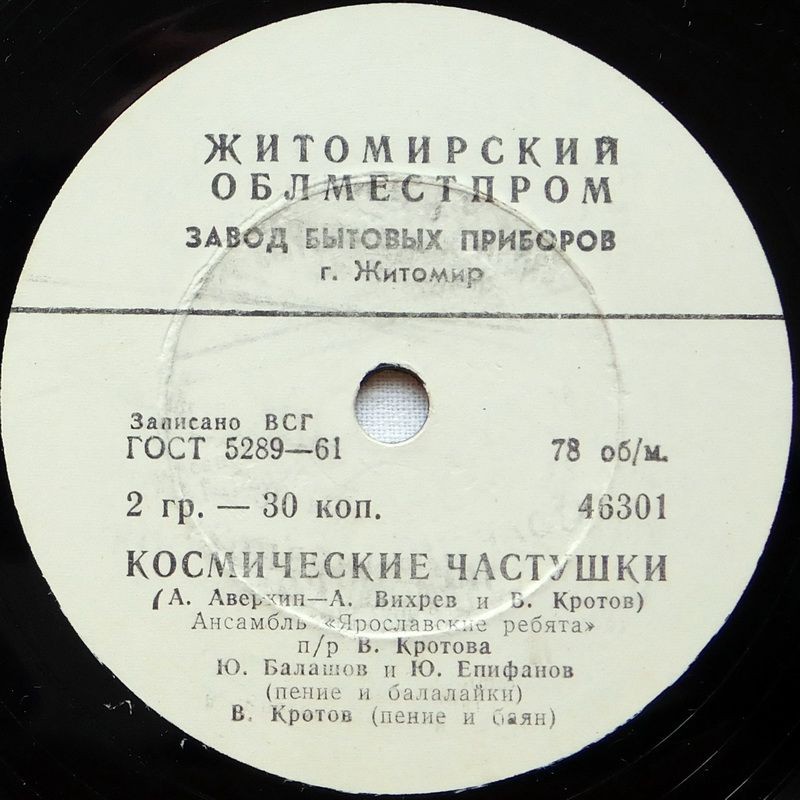 ЖИТОМИРСКИЙ
ОБЛМЕСТПРОМ
ЗАВОД БЫТОВЫХ ПРИБОРОВ
г. Житомир
Записано ВСГ
ГОСТ 5289—61 78 об/м.
2 гр. — 30 коп. 46301
КОСМИЧЕСКИЕ ЧАСТУШКИ
(А. Аверкин—А. Вихрев и В. Кротов)
Ансамбль «Ярославские ребята»
п/р В. Кротова
Ю. Балашов и Ю. Епифанов
(пение и балалайки)
В. Кротов (пение и баян)